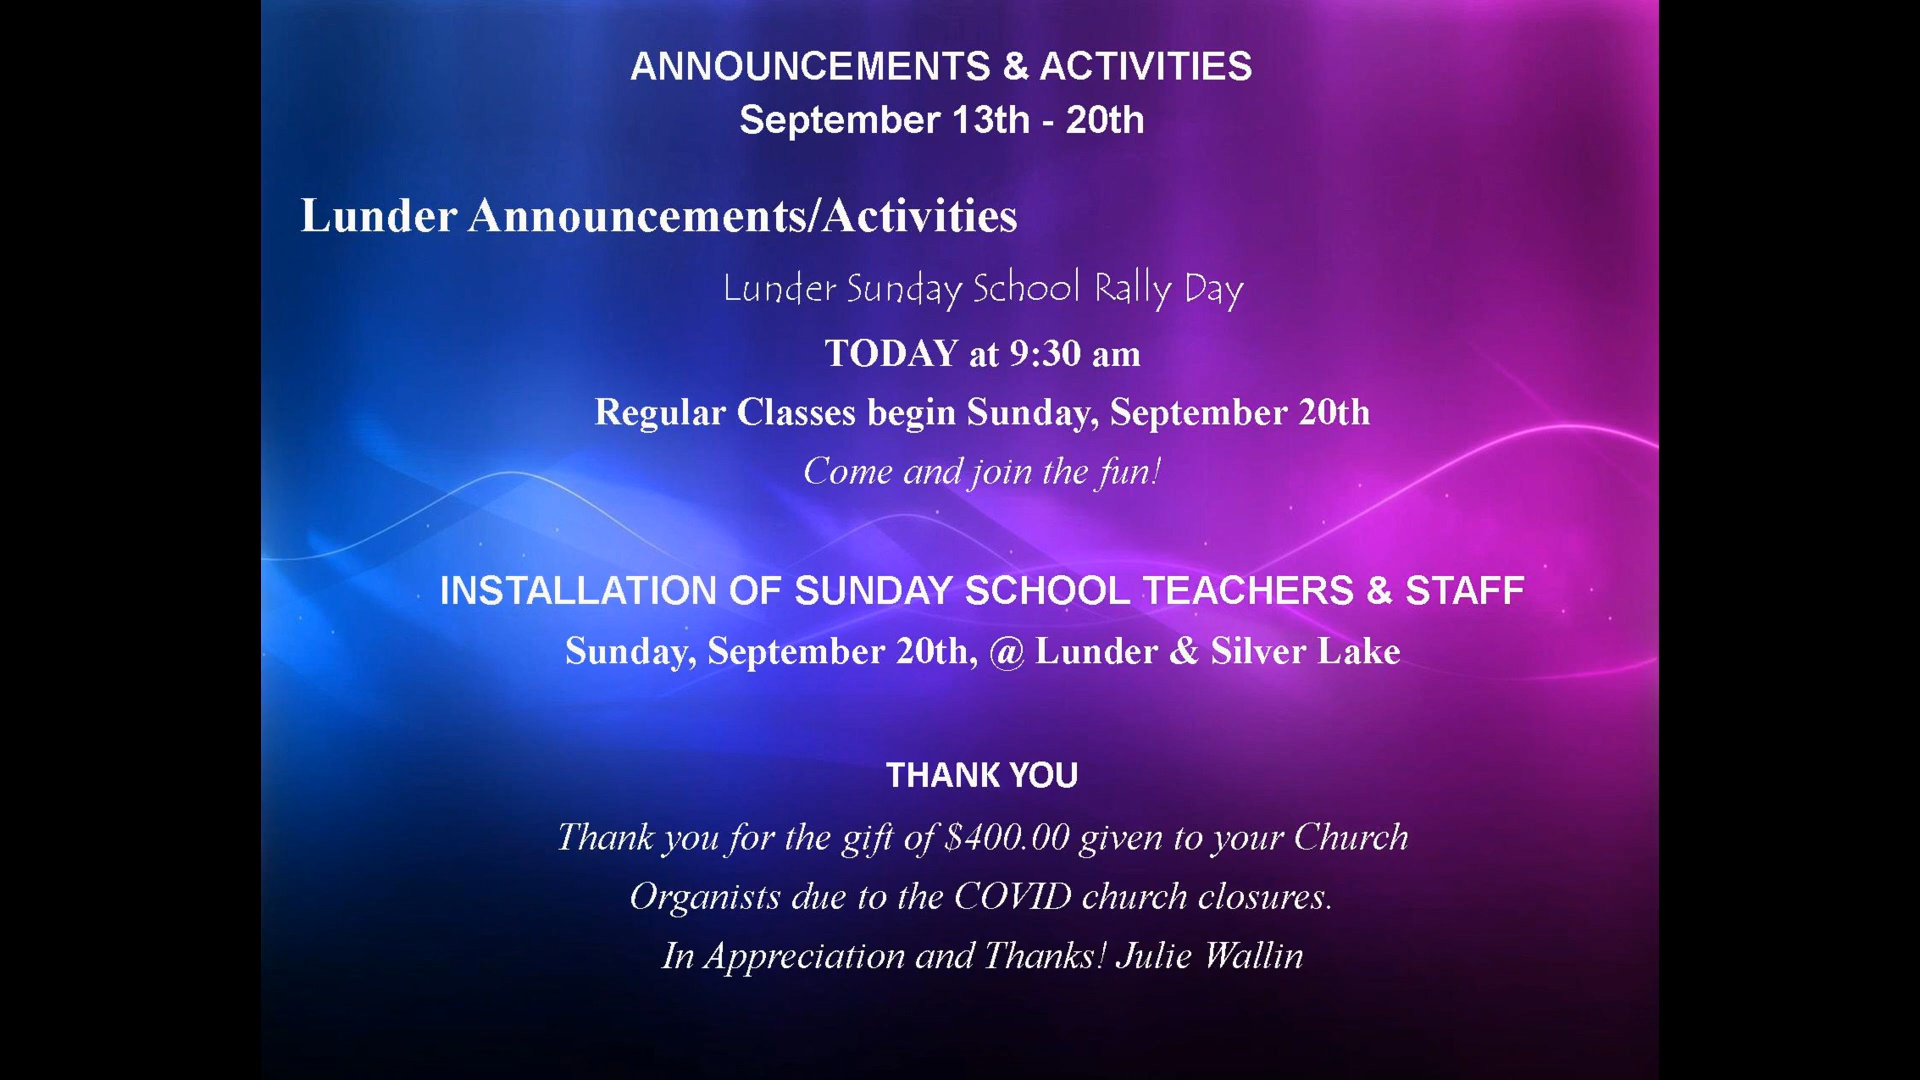 ANNOUNCEMENTS & ACTIVITIES
September 13th - 20th
Lunder Announcements/Activities
Lunder Sunday School Rally Day
TODAY at 9:30 am
Regular Classes begin Sunday, September 20th
Come and join the fun!
INSTALLATION OF SUNDAY SCHOOL TEACHERS & STAFF
Sunday, September 20th, @ Lunder & Silver Lake
THANK YOU
Thank you for the gift of $400.00 given to your Church
Organists due to the COVID church closures.
In Appreciation and Thanks! Julie Wallin